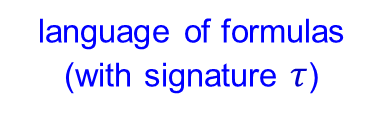 language of formulas
(with signature τ)